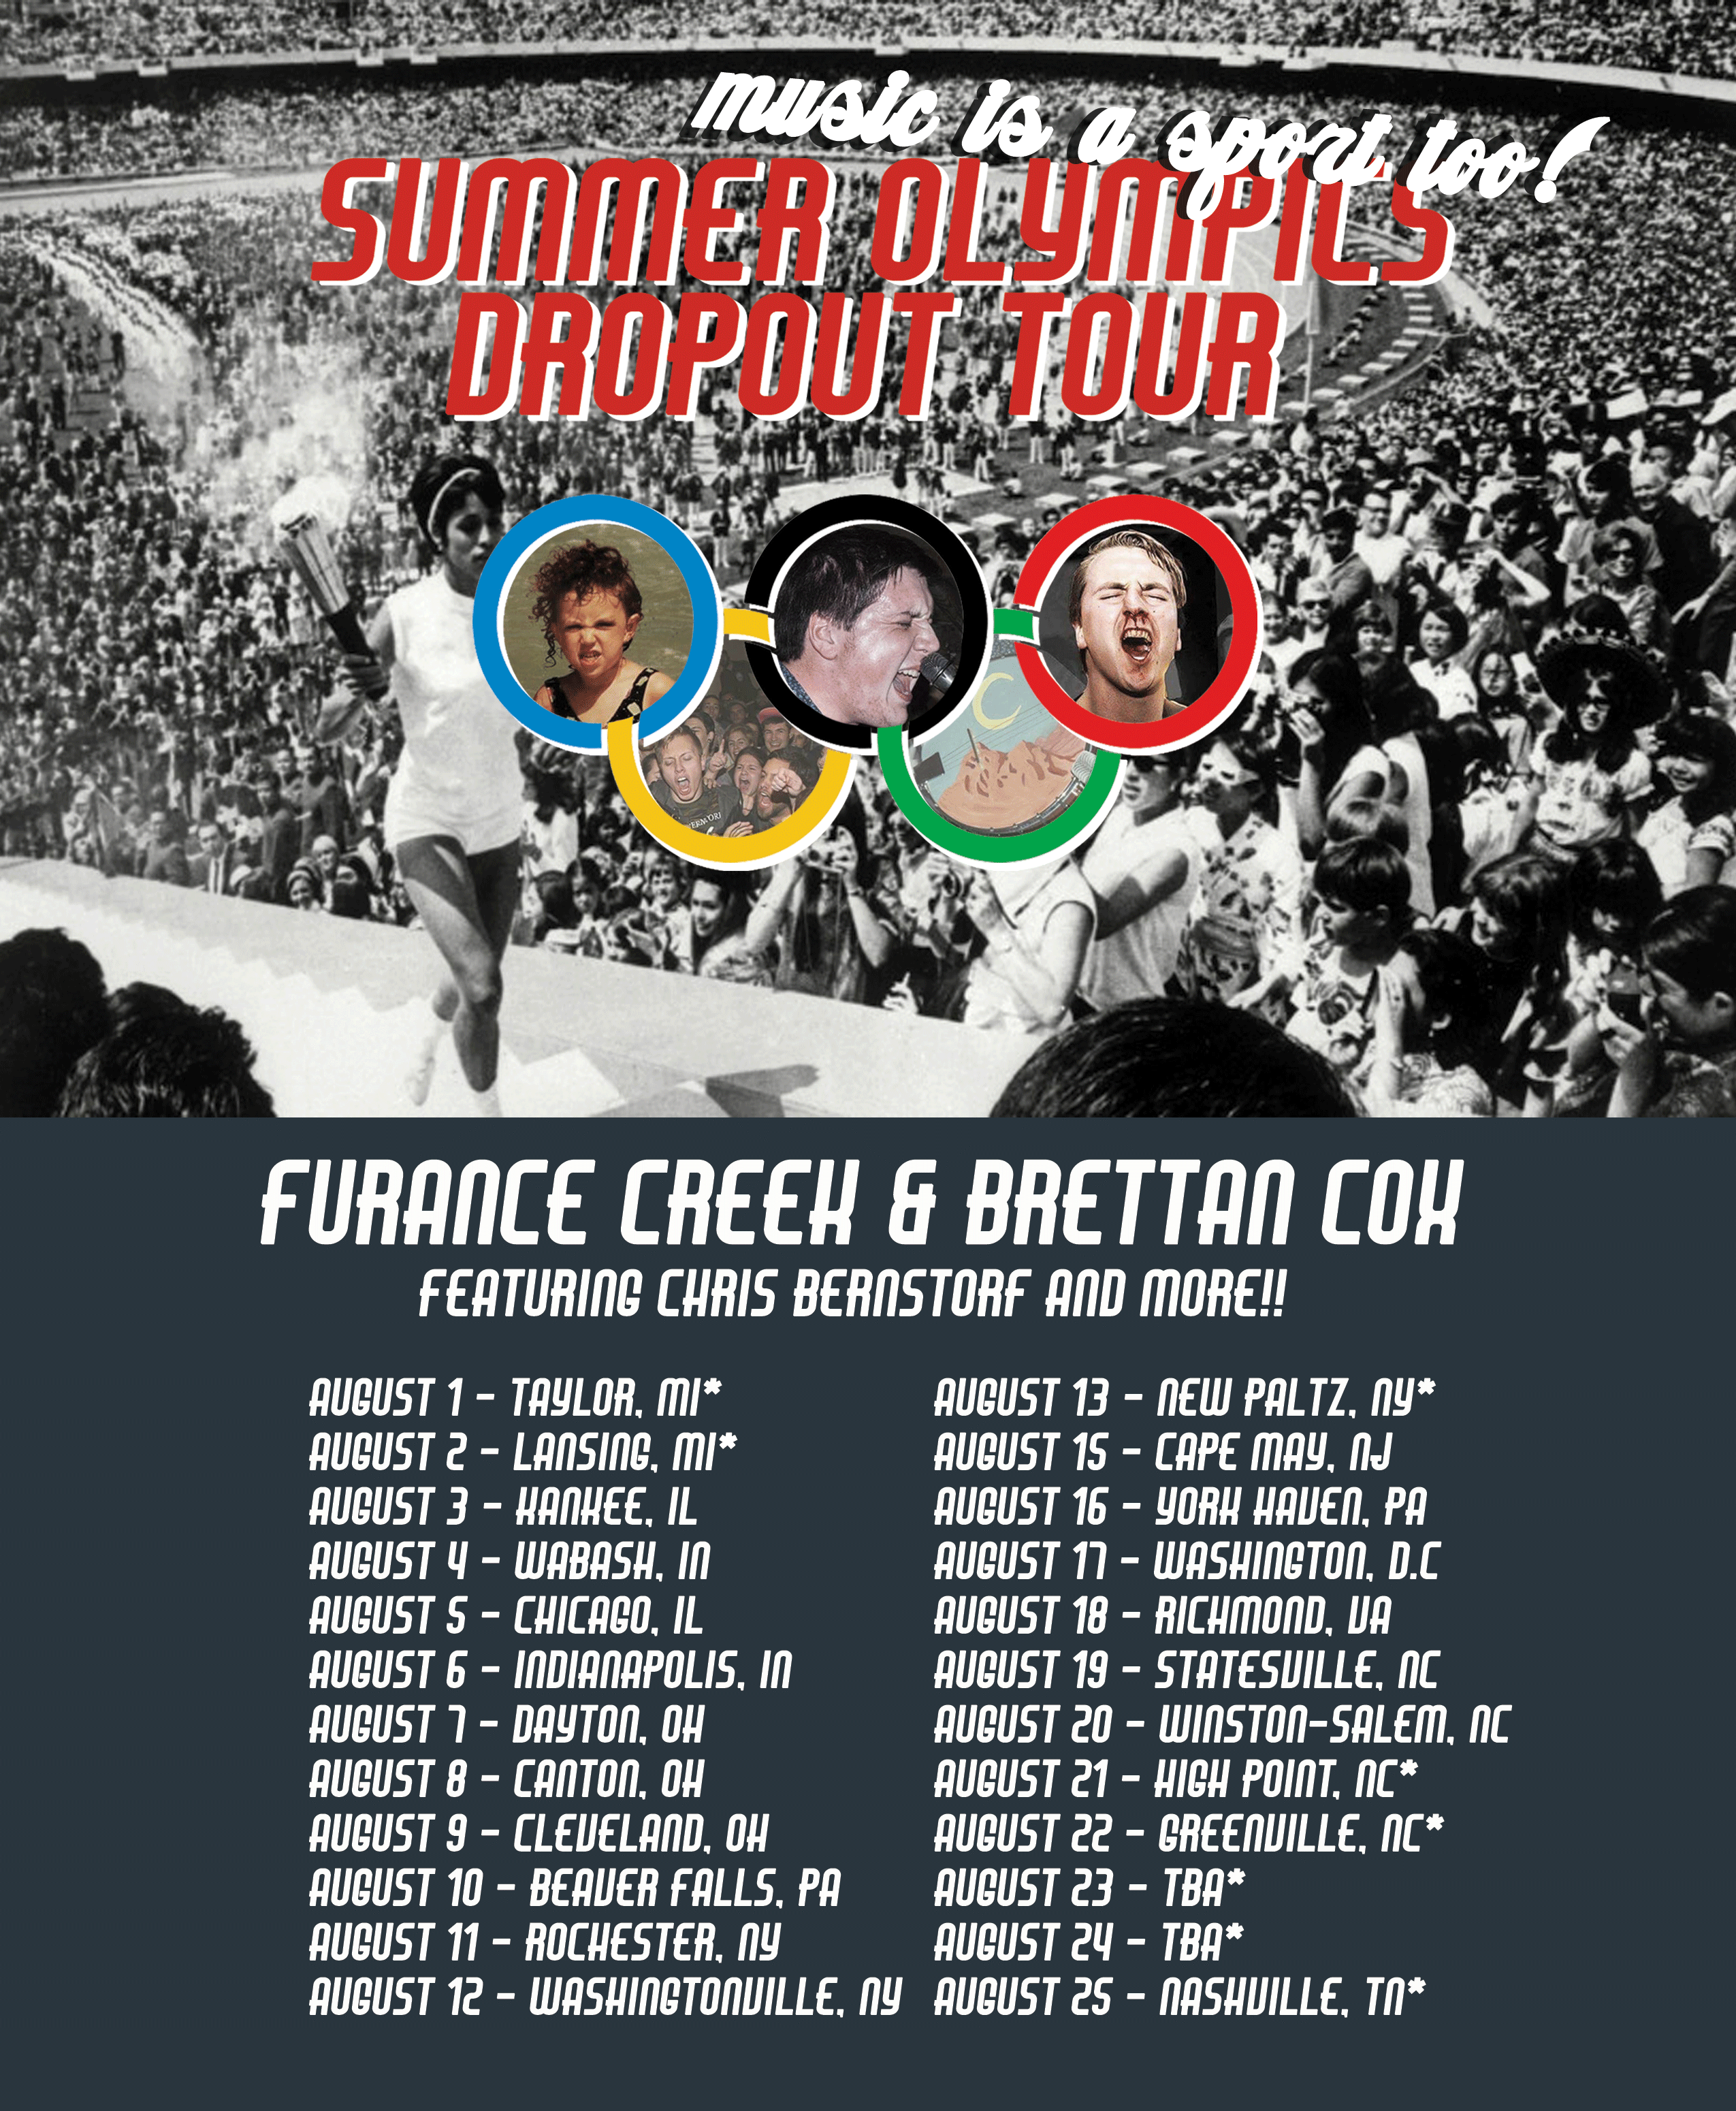 music is a sport too!
SUMMER OLYMPICS
DROPOUT TOUR
C
FURANCE CREEK & BRETTAN COX
FEATURING CHRIS BERNSTORF AND MORE!!
AUGUST 1 - TAYLOR, MI*
AUGUST 2 - LANSING, MI*
AUGUST 3 - KANKEE, IL
AUGUST 4 - WABASH, IN
AUGUST 5 - CHICAGO, IL
AUGUST 6 - INDIANAPOLIS, IN
AUGUST 7 - DAYTON, OH
AUGUST 8 - CANTON, OH
AUGUST 9 - CLEVELAND, OH
AUGUST 10 - BEAVER FALLS, PA
AUGUST 11 - ROCHESTER, NY
AUGUST 12 - WASHINGTONVILLE, NY
AUGUST 13 - NEW PALTZ, NY*
AUGUST 15 - CAPE MAY, NJ
AUGUST 16 - YORK HAVEN, PA
AUGUST 17 - WASHINGTON, D.C
AUGUST 18 - RICHMOND, VA
AUGUST 19 - STATESVILLE, NC
AUGUST 20 - WINSTON-SALEM, NC
AUGUST 21 - HIGH POINT, NC*
AUGUST 22 - GREENVILLE, NC*
AUGUST 23 - TBA*
AUGUST 24 - TBA*
AUGUST 25 - NASHVILLE, TN*